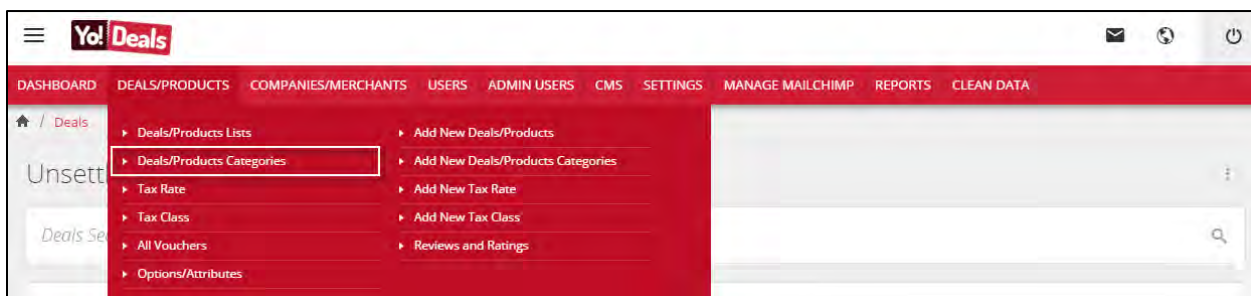 Yo! Deals
DASHBOARD DEALS/PRODUCTS COMPANIES/MERCHANTS USERS ADMIN USERS CMS SETTINGS MANAGE MAILCHIMP REPORTS CLEAN DATA
/ Deals
Deals/Products Lists Add New Deals/Products
Unsettl
Deals/Products Categories Add New Deals/Products Categories
Tax Rate Add New Tax Rate
Tax Class Add New Tax Class
Deals Se
All Vouchers Reviews and Ratings
Options/Attributes